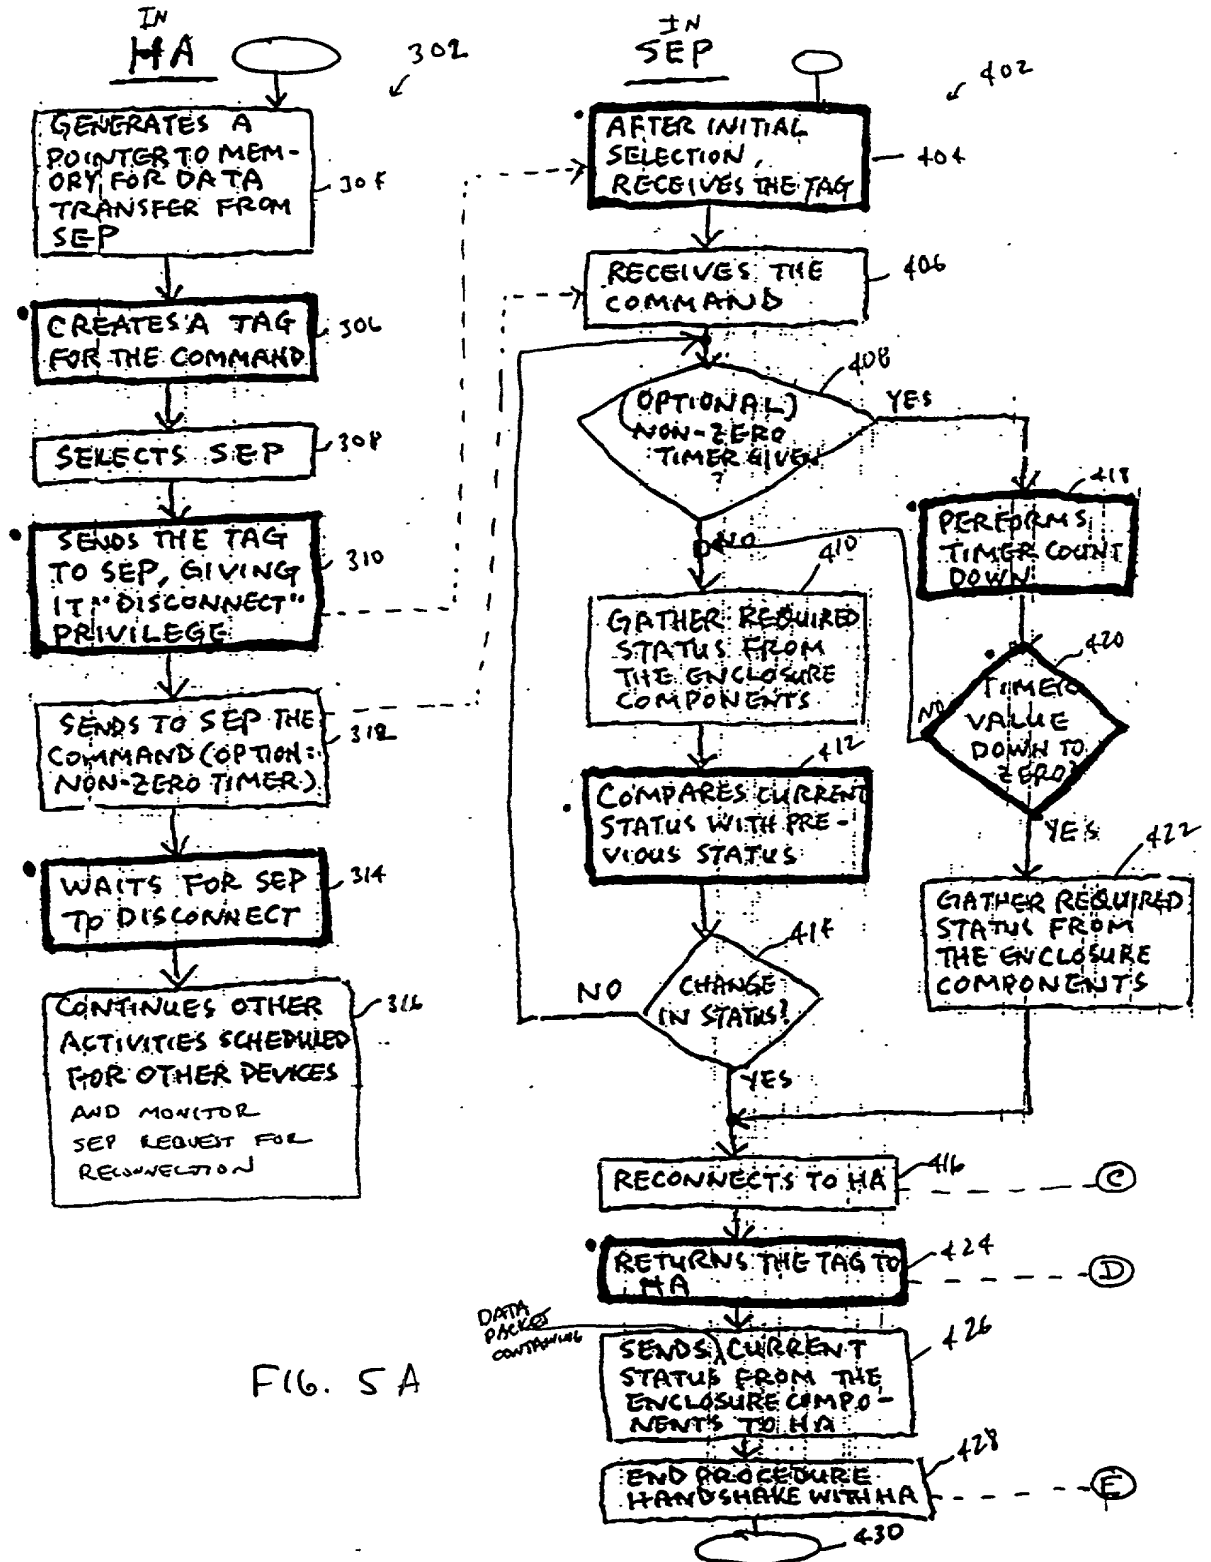 IN
HA
302
GENERATES A
POINTER TO MEM-
ORY FOR DATA
TRANSFER FROM
SEP
304
CREATES A TAG
FOR THE COMMAND
306
SELECTS SEP
308
SENDS THE TAG
TO SEP, GIVING
IT "DISCONNECT"
PRIVILEGE
310
SENDS TO SEP THE
COMMAND (OPTION:
NON-ZERO TIMER)
312
WAITS FOR SEP
TO DISCONNECT
314
CONTINUES OTHER
ACTIVITIES SCHEDULED
FOR OTHER DEVICES
AND MONITOR
SEP REQUEST FOR
RECONNECTION
316
IN
SEP
402
AFTER INITIAL
SELECTION,
RECEIVES THE TAG
404
RECEIVES THE
COMMAND
406
(OPTIONAL)
NON-ZERO
TIMER GIVEN
?
408
YES
NO
PERFORMS
TIMER COUNT
DOWN
418
GATHER REQUIRED
STATUS FROM
THE ENCLOSURE
COMPONENTS
410
TIMER
VALUE
DOWN TO
ZERO?
420
NO
YES
COMPARES CURRENT
STATUS WITH PRE-
VIOUS STATUS
412
GATHER REQUIRED
STATUS FROM
THE ENCLOSURE
COMPONENTS
422
CHANGE
IN STATUS?
414
NO
YES
RECONNECTS TO HA
416
C
RETURNS THE TAG TO
HA
424
D
DATA
PACKET
CONTAINING
SENDS CURRENT
STATUS FROM THE
ENCLOSURE COMPO-
NENTS TO HA
426
END PROCEDURE
HANDSHAKE WITH HA
428
E
430
FIG. 5A